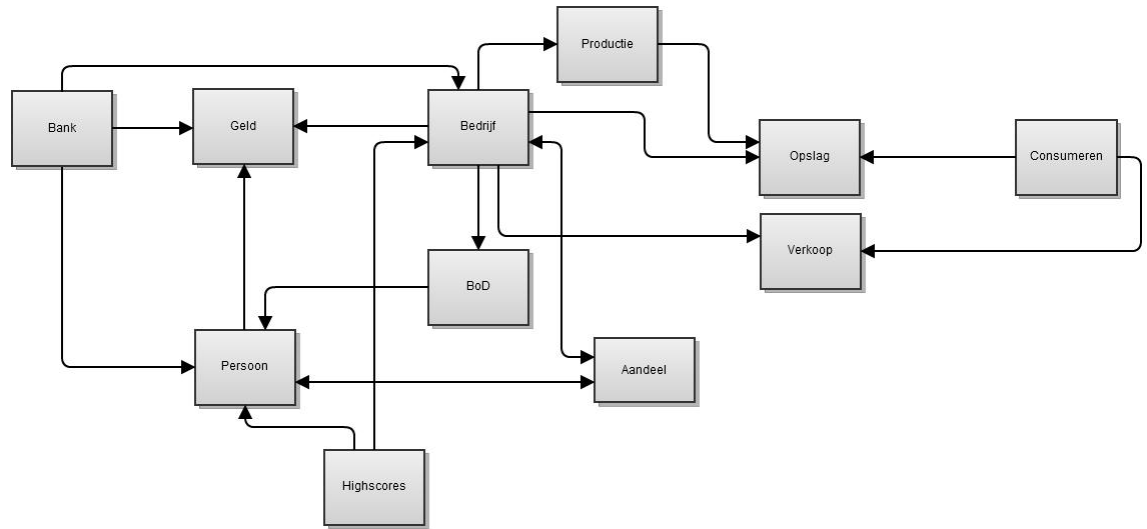 Productie
Bank
Geld
Bedrijf
Opslag
Consumeren
Verkoop
BoD
Persoon
Aandeel
Highscores